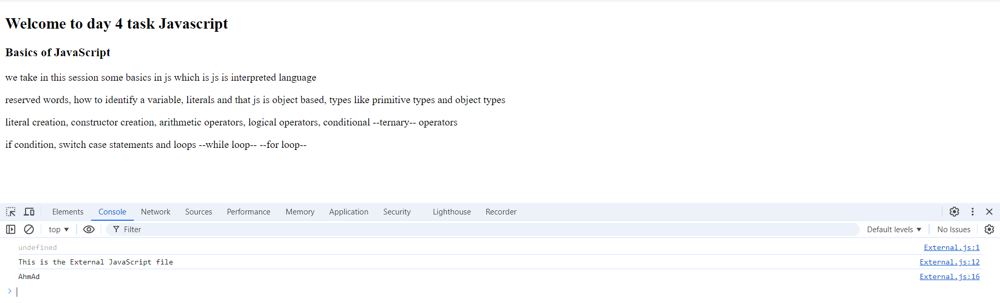 Welcome to day 4 task Javascript
Basics of JavaScript
we take in this session some basics in js which is js is interpreted language
reserved words, how to identify a variable, literals and that js is object based, types like primitive types and object types
literal creation, constructor creation, arithmetic operators, logical operators, conditional --ternary-- operators
if condition, switch case statements and loops --while loop-- --for loop--
Elements Console Network Sources Performance Memory Application Security Lighthouse Recorder
top Filter Default levels No Issues
undefined External.js:1
This is the External JavaScript file External.js:12
AhmAd External.js:16